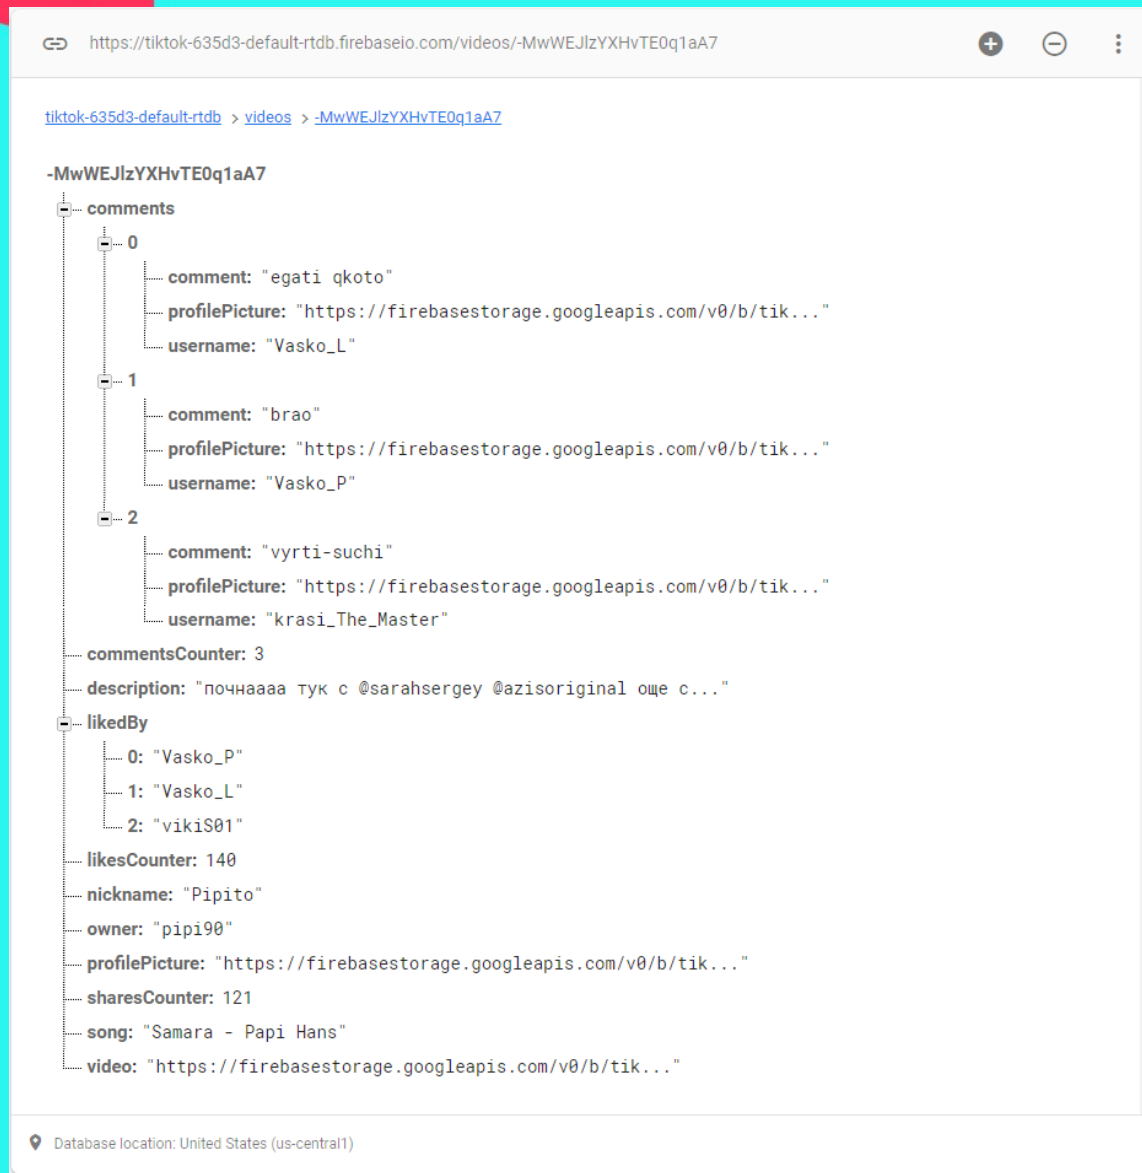 https://tiktok-635d3-default-rtdb.firebaseio.com/videos/-MwWEJlzYXHvTE0q1aA7
tiktok-635d3-default-rtdb > videos > -MwWEJlzYXHvTE0q1aA7
-MwWEJlzYXHvTE0q1aA7
comments
0
comment: "egati qkoto"
profilePicture: "https://firebasestorage.googleapis.com/v0/b/tik..."
username: "Vasko_L"
1
comment: "brao"
profilePicture: "https://firebasestorage.googleapis.com/v0/b/tik..."
username: "Vasko_P"
2
comment: "vyrti-suchi"
profilePicture: "https://firebasestorage.googleapis.com/v0/b/tik..."
username: "krasi_The_Master"
commentsCounter: 3
description: "почнаааа тук с @sarahsergey @azisoriginal още с..."
likedBy
0: "Vasko_P"
1: "Vasko_L"
2: "vikiS01"
likesCounter: 140
nickname: "Pipito"
owner: "pipi90"
profilePicture: "https://firebasestorage.googleapis.com/v0/b/tik..."
sharesCounter: 121
song: "Samara - Papi Hans"
video: "https://firebasestorage.googleapis.com/v0/b/tik..."
Database location: United States (us-central1)